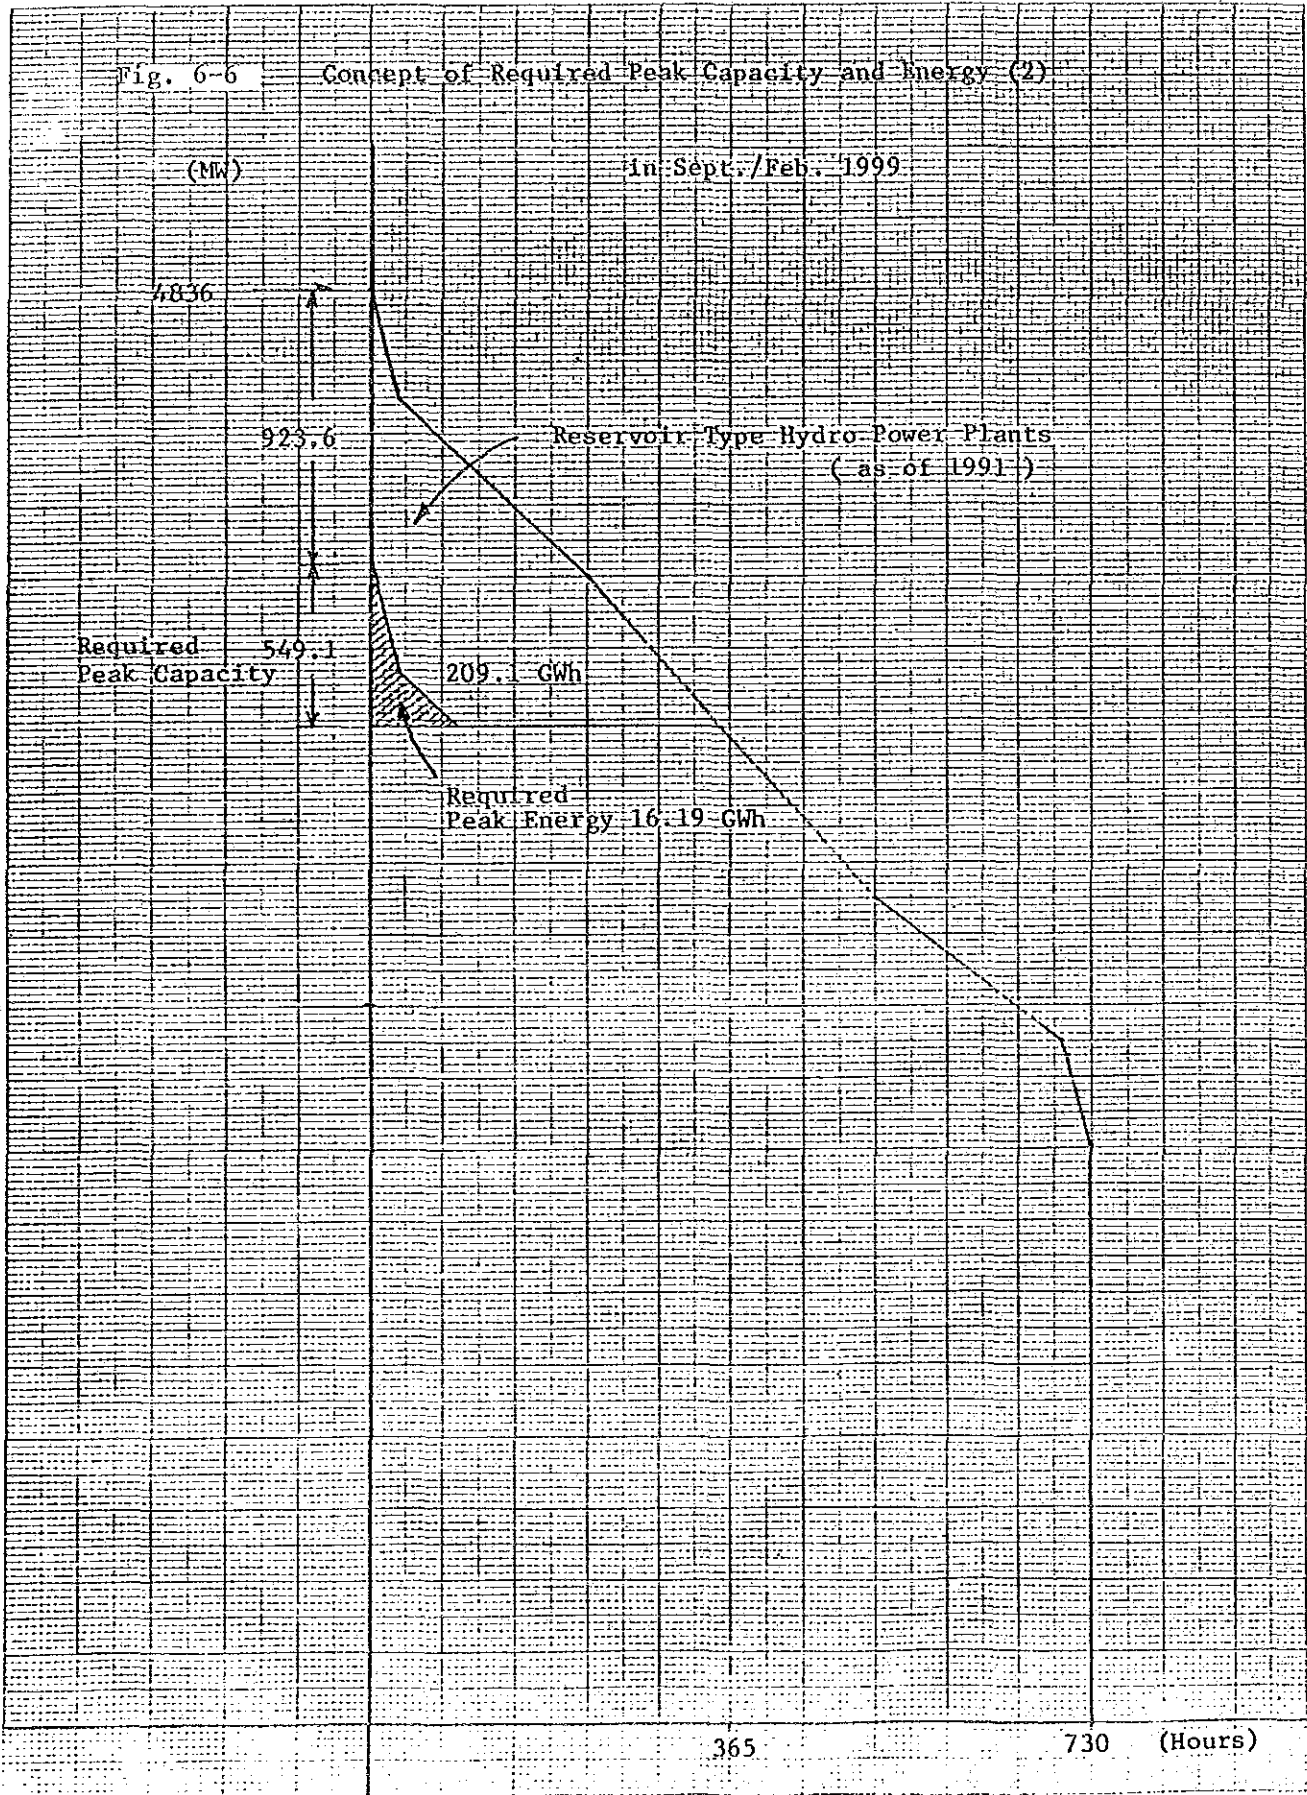 Fig. 6-6 Concept of Required Peak Capacity and Energy (2)
(MW)
in Sept./Feb. 1999
4836
923.6
Reservoir Type Hydro Power Plants
( as of 1991 )
Required 549.1
Peak Capacity
209.1 GWh
Required
Peak Energy 16.19 GWh
365
730
(Hours)